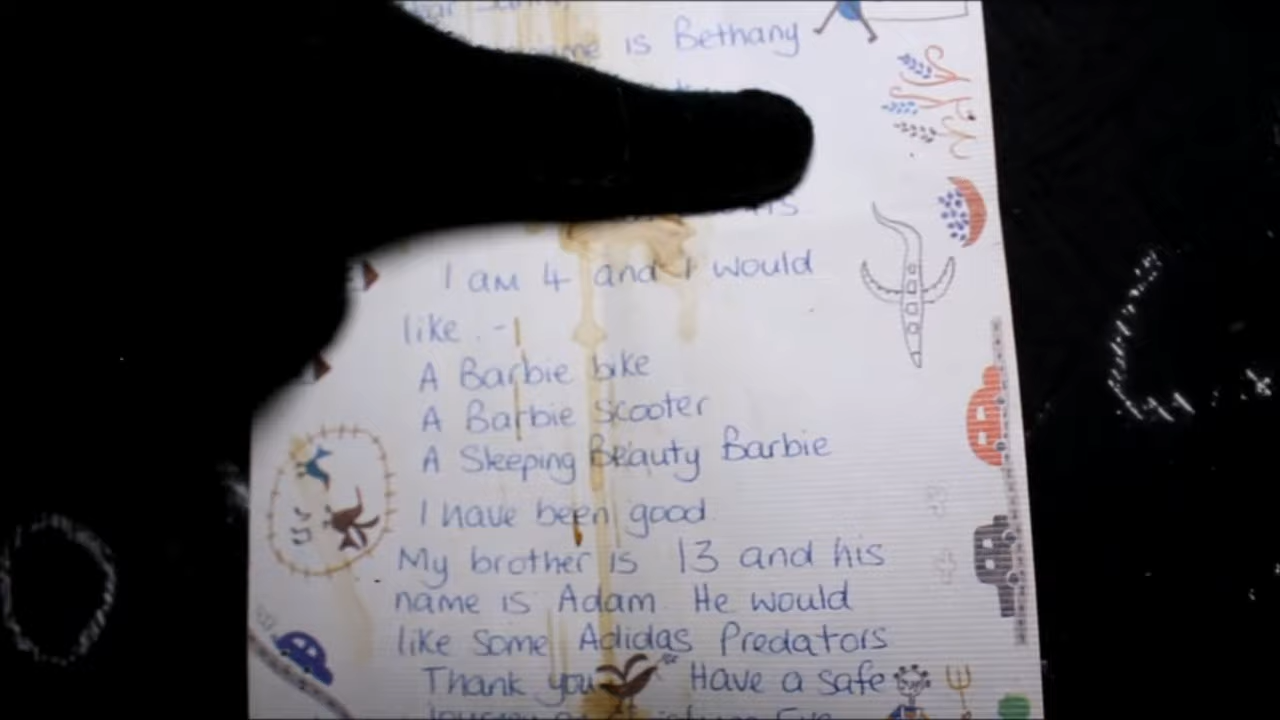 is Bethany
I am 4 and I would
like :-
A Barbie bike
A Barbie Scooter
A Sleeping Beauty Barbie
I have been good
My brother is 13 and his
name is Adam He would
like some Adidas Predators
Thank you Have a safe